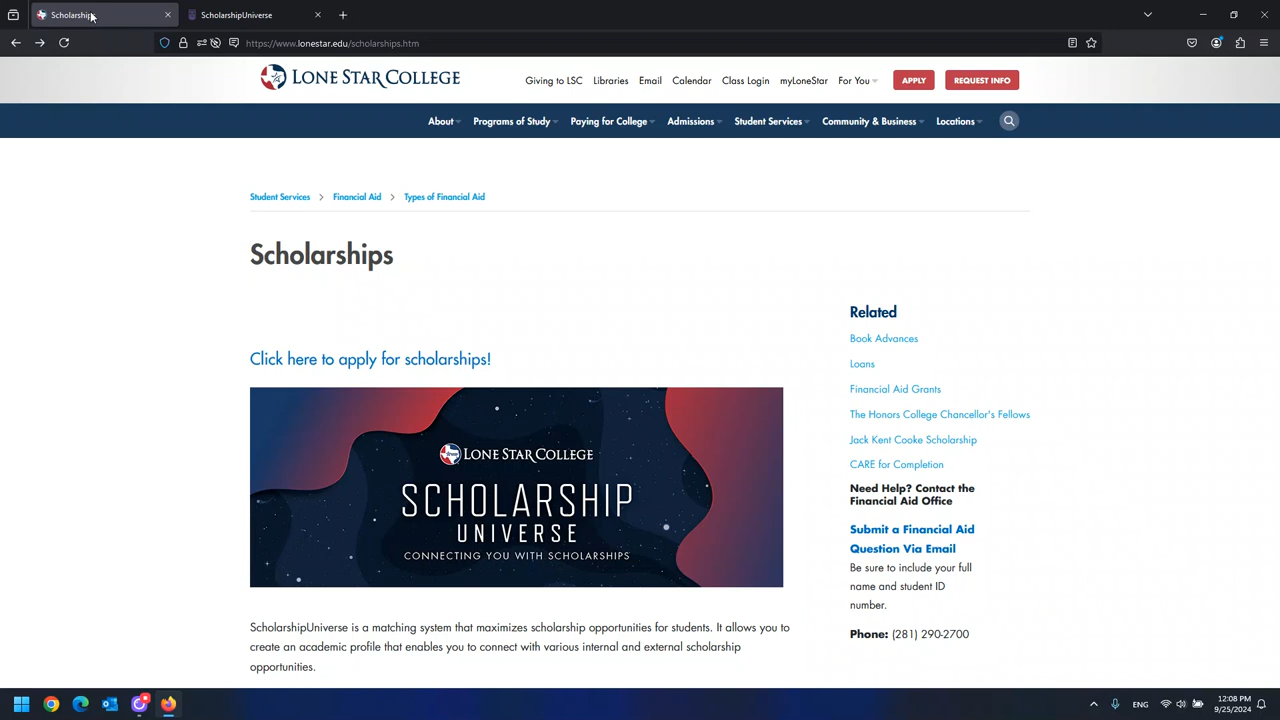 Scholarships
ScholarshipUniverse
https://www.lonestar.edu/scholarships.htm
LONE STAR COLLEGE
Giving to LSC
Libraries
Email
Calendar
Class Login
myLoneStar
For You
APPLY
REQUEST INFO
About
Programs of Study
Paying for College
Admissions
Student Services
Community & Business
Locations
Student Services
Financial Aid
Types of Financial Aid
Scholarships
Click here to apply for scholarships!
LONE STAR COLLEGE
SCHOLARSHIP
UNIVERSE
CONNECTING YOU WITH SCHOLARSHIPS
ScholarshipUniverse is a matching system that maximizes scholarship opportunities for students. It allows you to
create an academic profile that enables you to connect with various internal and external scholarship
opportunities.
Related
Book Advances
Loans
Financial Aid Grants
The Honors College Chancellor's Fellows
Jack Kent Cooke Scholarship
CARE for Completion
Need Help? Contact the
Financial Aid Office
Submit a Financial Aid
Question Via Email
Be sure to include your full
name and student ID
number.
Phone: (281) 290-2700
ENG
12:08 PM
9/25/2024